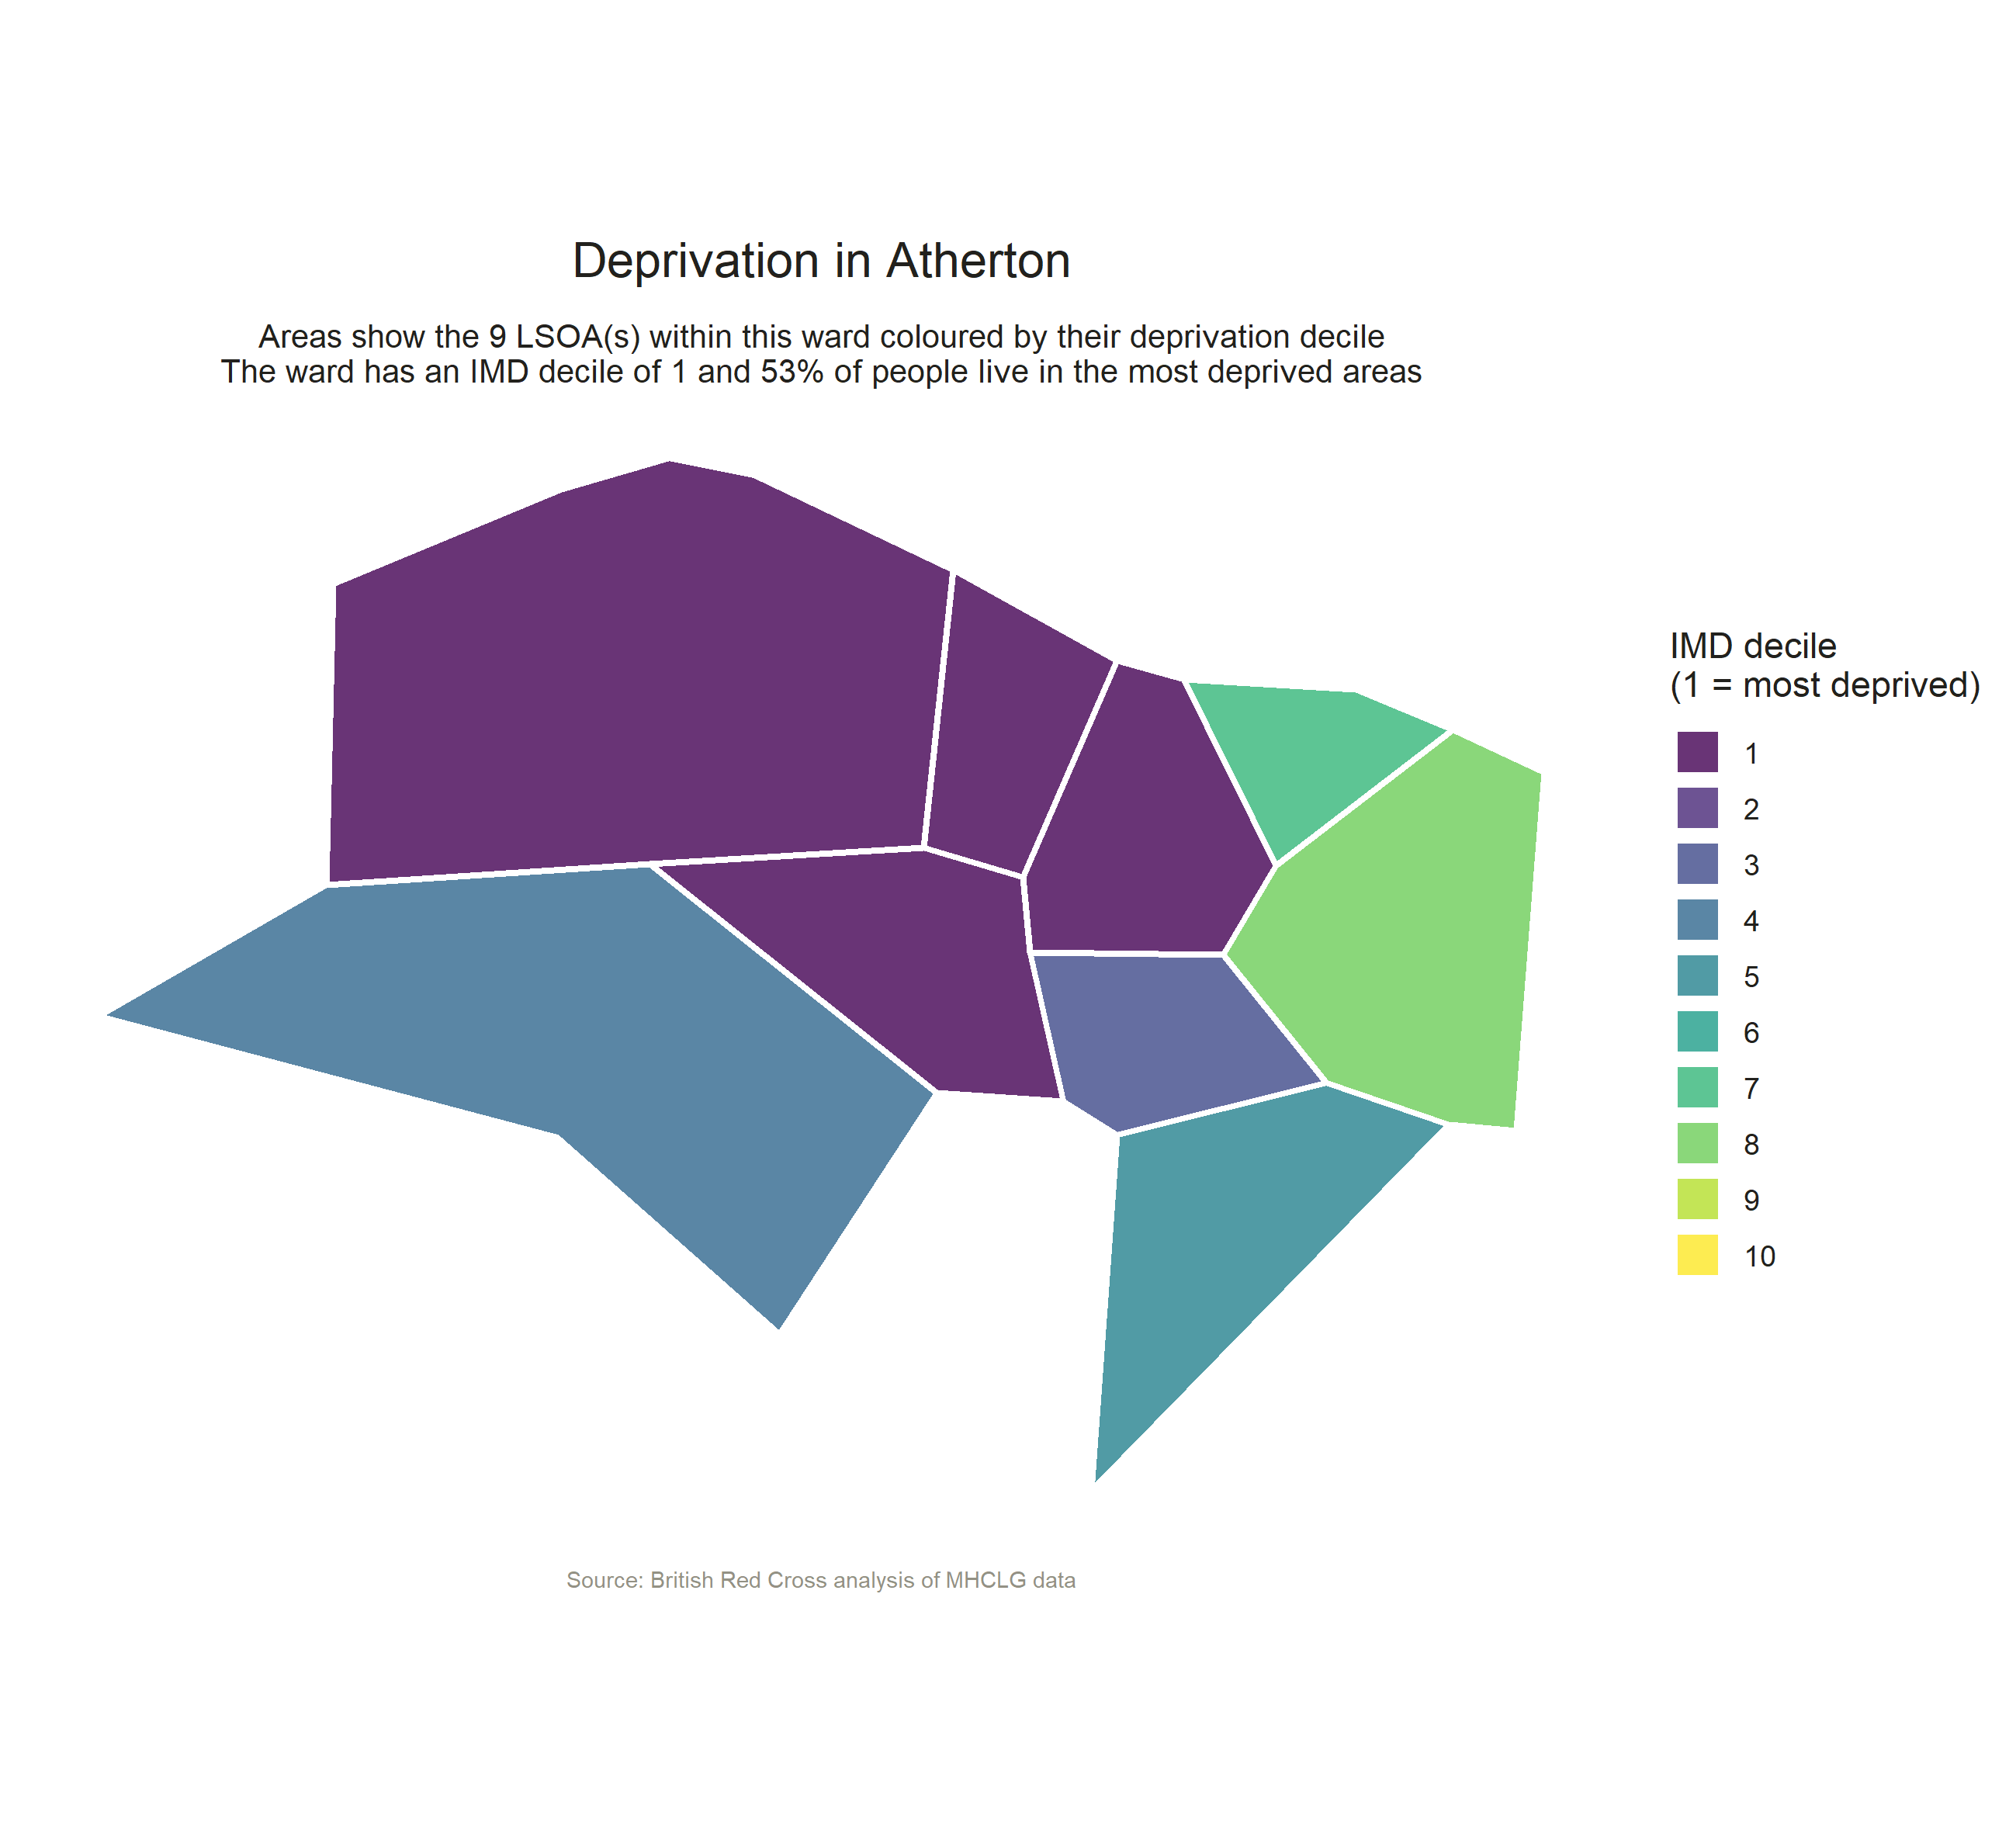 Deprivation in Atherton
Areas show the 9 LSOA(s) within this ward coloured by their deprivation decile
The ward has an IMD decile of 1 and 53% of people live in the most deprived areas
IMD decile
(1 = most deprived)
1
2
3
4
5
6
7
8
9
10
Source: British Red Cross analysis of MHCLG data